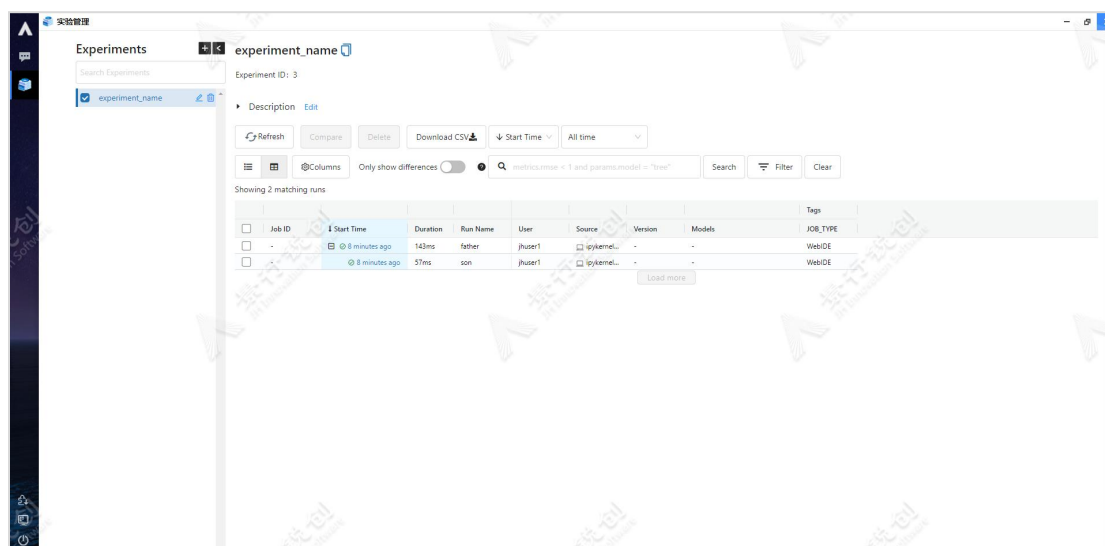 实验管理
Experiments
experiment_name
Search Experiments
Experiment ID: 3
experiment_name
Description Edit
Refresh Compare Delete Download CSV Start Time All time
Columns Only show differences metrics.rmse < 1 and params.model = "tree" Search Filter Clear
Showing 2 matching runs
Tags
Job ID Start Time Duration Run Name User Source Version Models JOB_TYPE
- 8 minutes ago 143ms father jhuser1 ipykernel... - - WebIDE
- 8 minutes ago 57ms son jhuser1 ipykernel... - - WebIDE
Load more